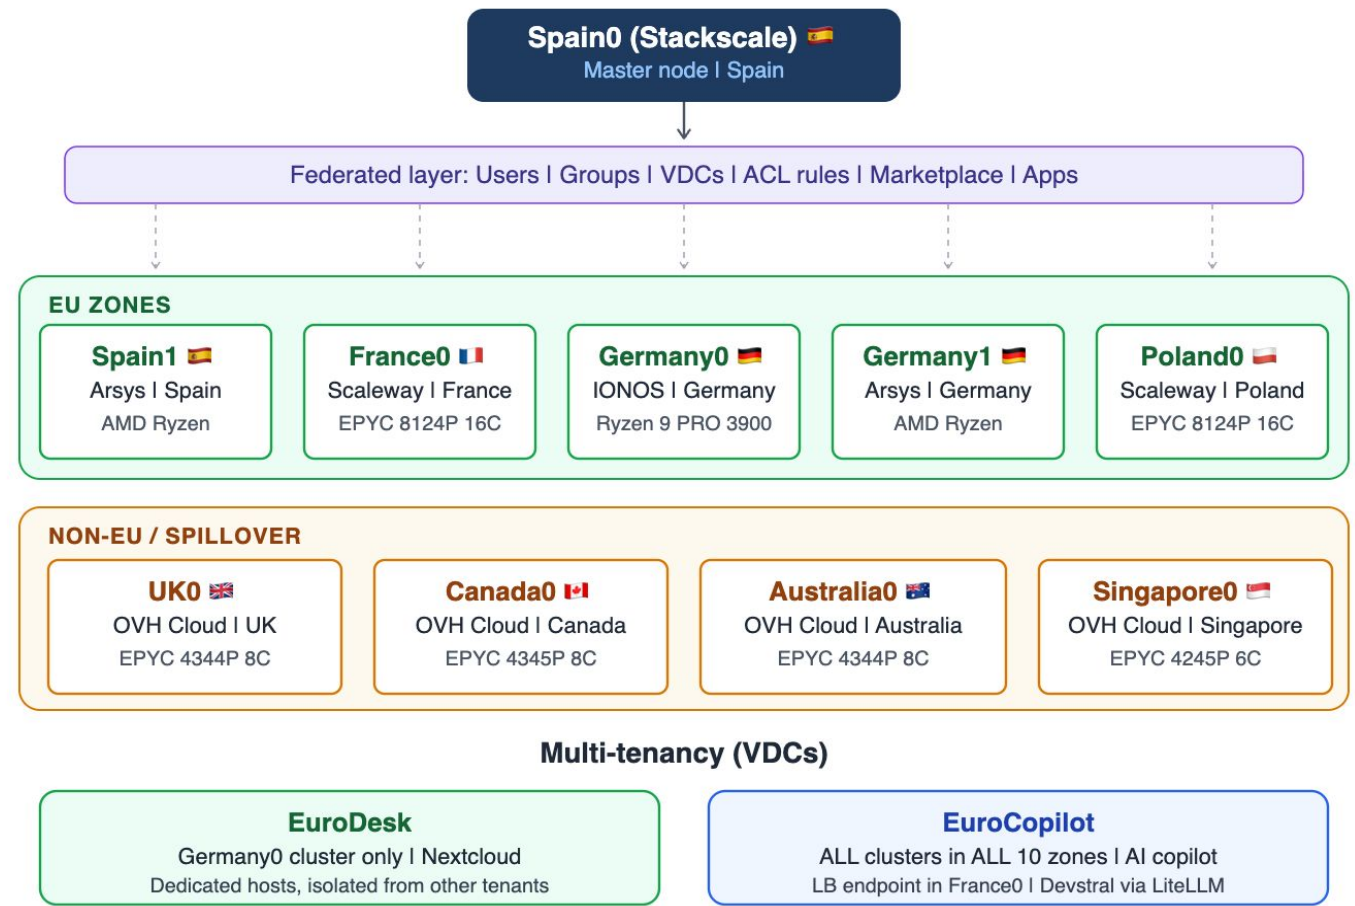 Spain0 (Stackscale) 🇪🇸
Master node | Spain
Federated layer: Users | Groups | VDCs | ACL rules | Marketplace | Apps
EU ZONES
Spain1 🇪🇸
Arsys | Spain
AMD Ryzen
France0 🇫🇷
Scaleway | France
EPYC 8124P 16C
Germany0 🇩🇪
IONOS | Germany
Ryzen 9 PRO 3900
Germany1 🇩🇪
Arsys | Germany
AMD Ryzen
Poland0 🇵🇱
Scaleway | Poland
EPYC 8124P 16C
NON-EU / SPILLOVER
UK0 🇬🇧
OVH Cloud | UK
EPYC 4344P 8C
Canada0 🇨🇦
OVH Cloud | Canada
EPYC 4345P 8C
Australia0 🇦🇺
OVH Cloud | Australia
EPYC 4344P 8C
Singapore0 🇸🇬
OVH Cloud | Singapore
EPYC 4245P 6C
Multi-tenancy (VDCs)
EuroDesk
Germany0 cluster only | Nextcloud
Dedicated hosts, isolated from other tenants
EuroCopilot
ALL clusters in ALL 10 zones | AI copilot
LB endpoint in France0 | Devstral via LiteLLM